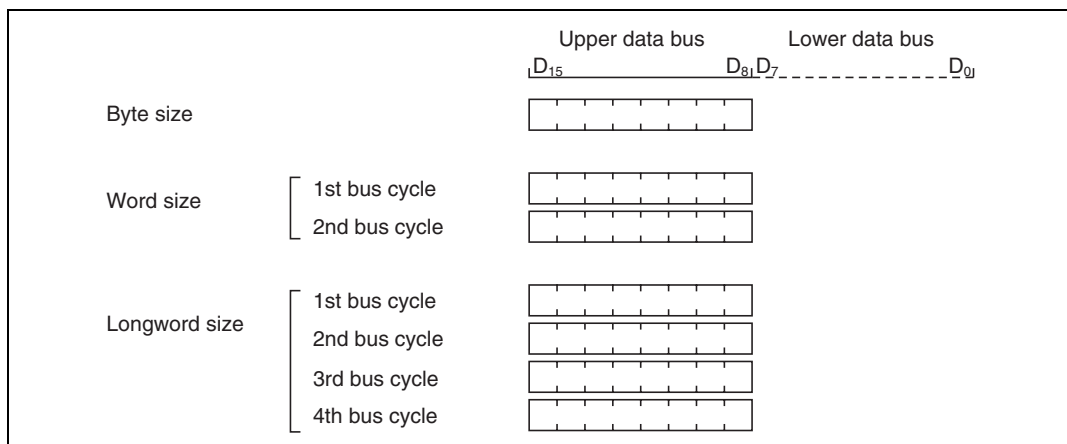 Upper data bus Lower data bus
D15 D8 D7 D0
Byte size
Word size
1st bus cycle
2nd bus cycle
Longword size
1st bus cycle
2nd bus cycle
3rd bus cycle
4th bus cycle